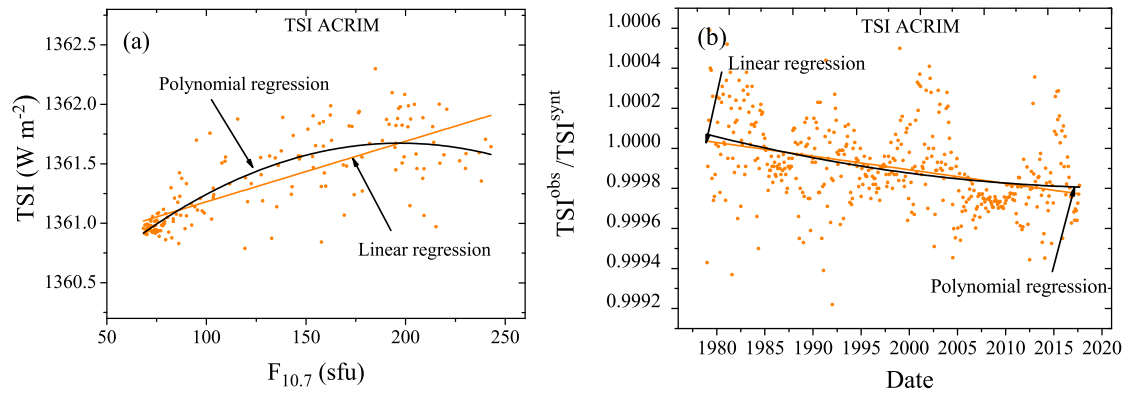 TSI ACRIM
(a)
Polynomial regression
Linear regression
1362.5
1362.0
1361.5
1361.0
1360.5
TSI (W m-2)
50 100 150 200 250
F10.7 (sfu)
TSI ACRIM
(b)
Linear regression
Polynomial regression
1.0006
1.0004
1.0002
1.0000
0.9998
0.9996
0.9994
0.9992
TSIobs /TSIsynt
1980 1985 1990 1995 2000 2005 2010 2015 2020
Date